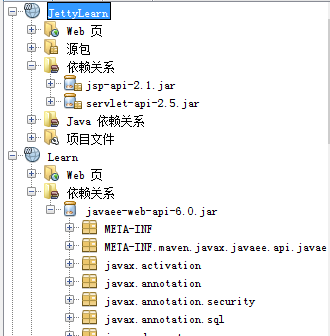 JettyLearn
Web 页
源包
依赖关系
jsp-api-2.1.jar
servlet-api-2.5.jar
Java 依赖关系
项目文件
Learn
Web 页
依赖关系
javaee-web-api-6.0.jar
META-INF
META-INF.maven.javax.javaee.api.javae
javax.activation
javax.annotation
javax.annotation.security
javax.annotation.sql